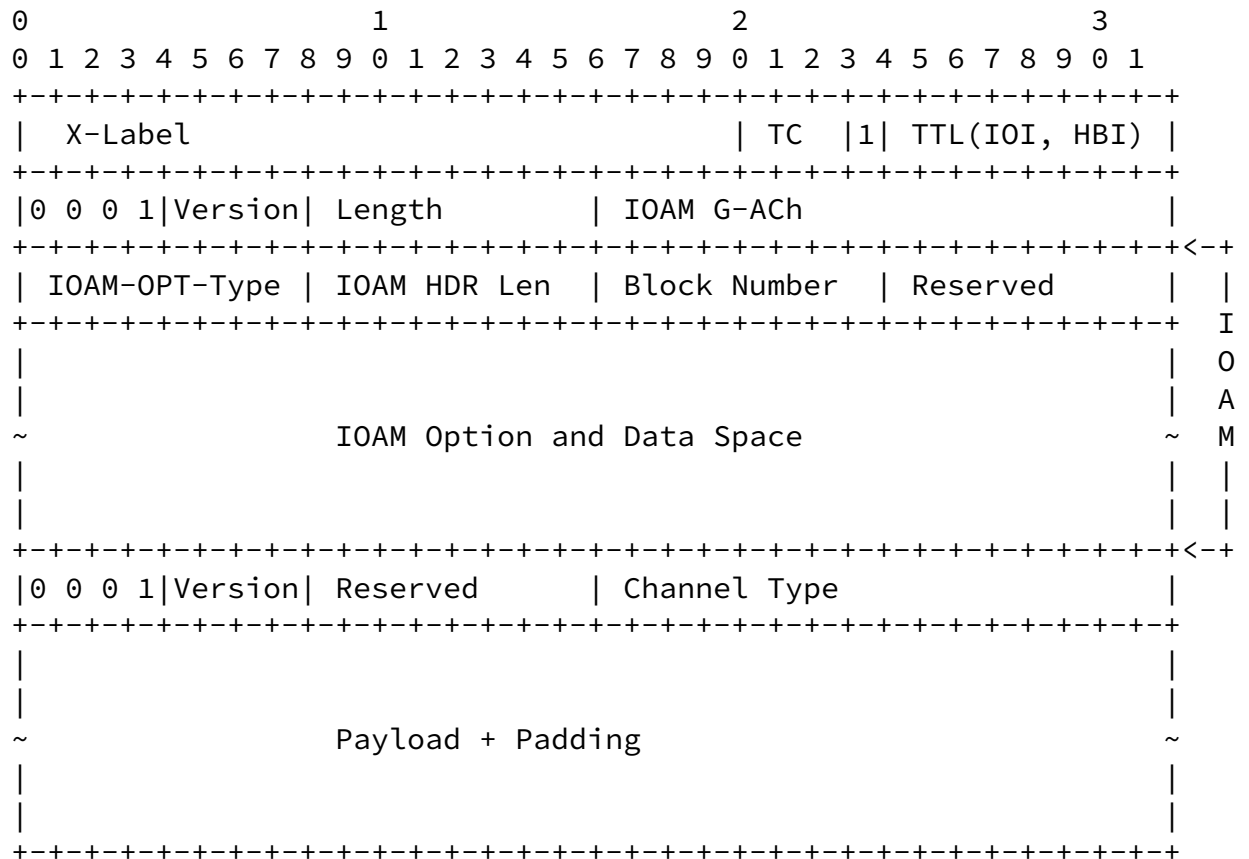 0                   1                   2                   3
0 1 2 3 4 5 6 7 8 9 0 1 2 3 4 5 6 7 8 9 0 1 2 3 4 5 6 7 8 9 0 1
+-+-+-+-+-+-+-+-+-+-+-+-+-+-+-+-+-+-+-+-+-+-+-+-+-+-+-+-+-+-+-+-+
|  X-Label                              | TC  |1| TTL(IOI, HBI) |
+-+-+-+-+-+-+-+-+-+-+-+-+-+-+-+-+-+-+-+-+-+-+-+-+-+-+-+-+-+-+-+-+
|0 0 0 1|Version| Length        | IOAM G-ACh                    |
+-+-+-+-+-+-+-+-+-+-+-+-+-+-+-+-+-+-+-+-+-+-+-+-+-+-+-+-+-+-+-+-+<-+
| IOAM-OPT-Type | IOAM HDR Len  | Block Number  | Reserved      |  |
+-+-+-+-+-+-+-+-+-+-+-+-+-+-+-+-+-+-+-+-+-+-+-+-+-+-+-+-+-+-+-+-+  I
|                                                               |  O
|                                                               |  A
~                 IOAM Option and Data Space                    ~  M
|                                                               |  |
|                                                               |  |
+-+-+-+-+-+-+-+-+-+-+-+-+-+-+-+-+-+-+-+-+-+-+-+-+-+-+-+-+-+-+-+-+<-+
|0 0 0 1|Version| Reserved      | Channel Type                  |
+-+-+-+-+-+-+-+-+-+-+-+-+-+-+-+-+-+-+-+-+-+-+-+-+-+-+-+-+-+-+-+-+
|                                                               |
|                                                               |
~                 Payload + Padding                             ~
|                                                               |
|                                                               |
+-+-+-+-+-+-+-+-+-+-+-+-+-+-+-+-+-+-+-+-+-+-+-+-+-+-+-+-+-+-+-+-+